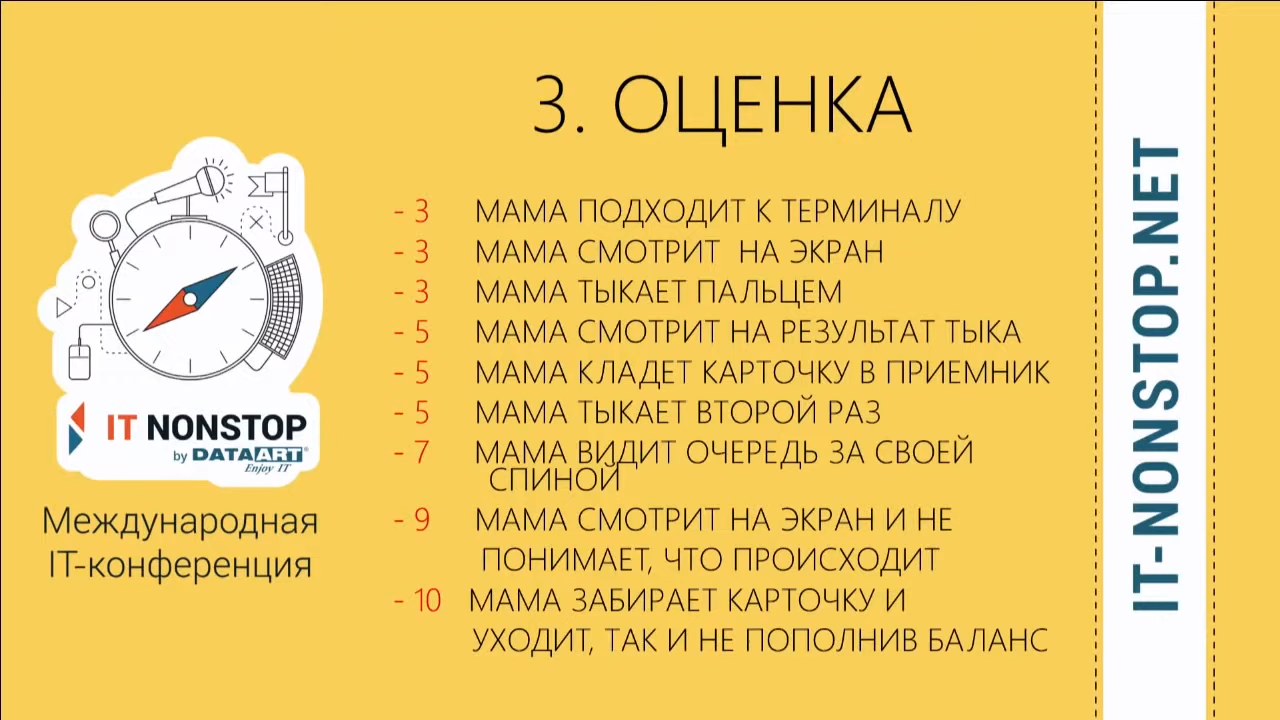 3. ОЦЕНКА
- 3 МАМА ПОДХОДИТ К ТЕРМИНАЛУ
- 3 МАМА СМОТРИТ НА ЭКРАН
- 3 МАМА ТЫКАЕТ ПАЛЬЦЕМ
- 5 МАМА СМОТРИТ НА РЕЗУЛЬТАТ ТЫКА
- 5 МАМА КЛАДЕТ КАРТОЧКУ В ПРИЕМНИК
- 5 МАМА ТЫКАЕТ ВТОРОЙ РАЗ
- 7 МАМА ВИДИТ ОЧЕРЕДЬ ЗА СВОЕЙ
СПИНОЙ
- 9 МАМА СМОТРИТ НА ЭКРАН И НЕ
ПОНИМАЕТ, ЧТО ПРОИСХОДИТ
- 10 МАМА ЗАБИРАЕТ КАРТОЧКУ И
УХОДИТ, ТАК И НЕ ПОПОЛНИВ БАЛАНС
IT NONSTOP
by DATAART®
Enjoy IT
Международная
IT-конференция
IT-NONSTOP.NET